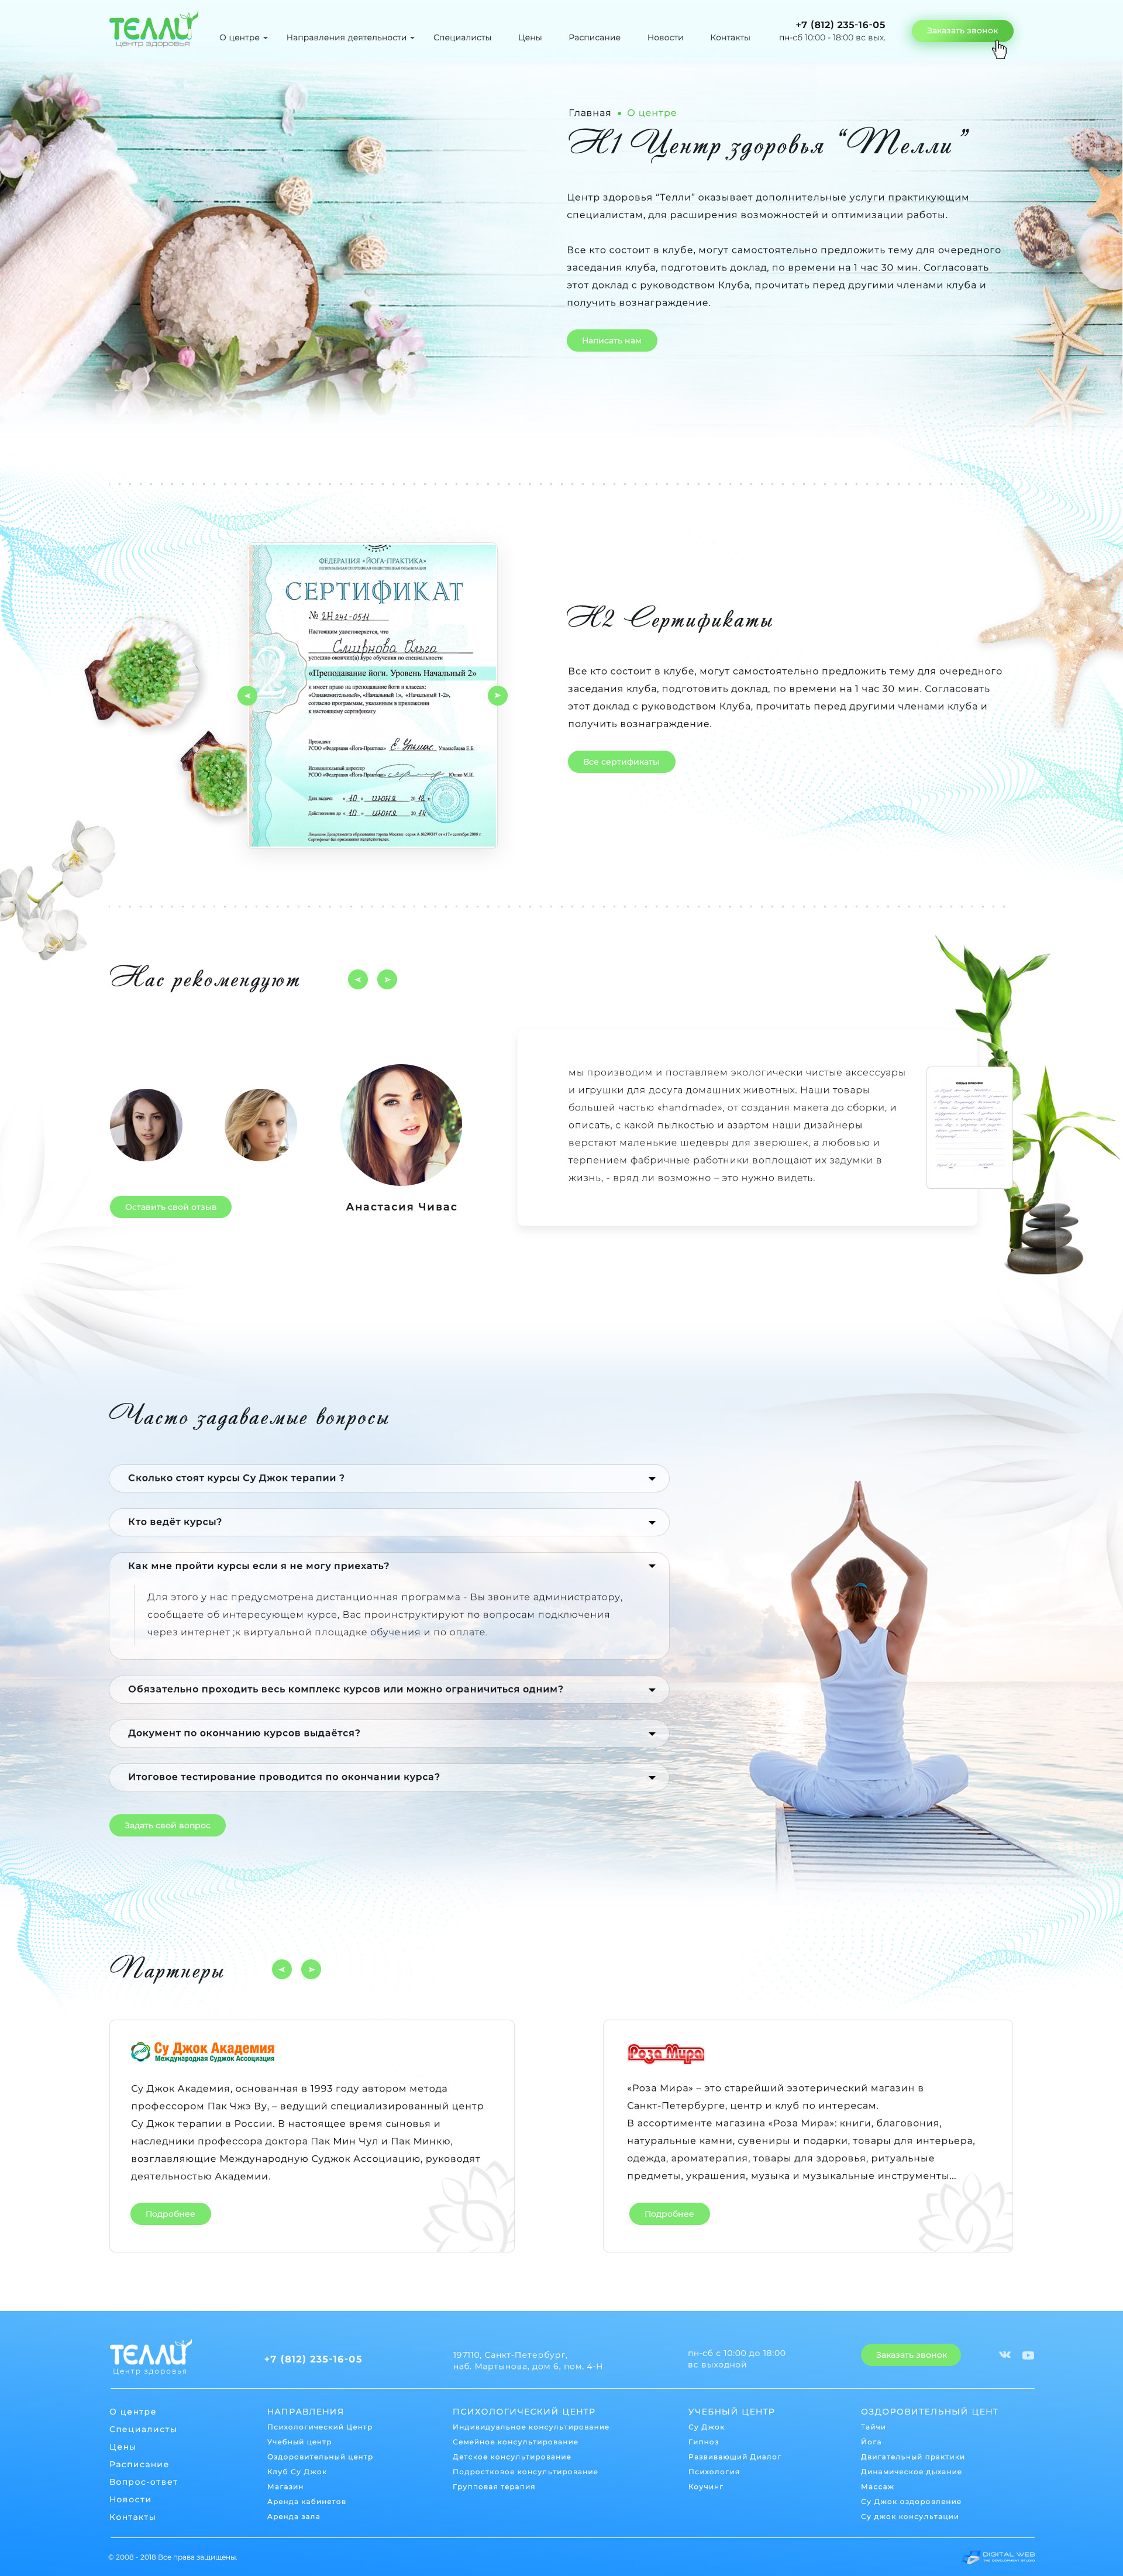 ТЕЛЛИ
центр здоровья
О центре
Направления деятельности
Специалисты
Цены
Расписание
Новости
Контакты
+7 (812) 235-16-05
пн-сб 10:00 - 18:00 вс вых.
Заказать звонок
Главная
О центре
H1 Центр здоровья “Телли”
Центр здоровья “Телли” оказывает дополнительные услуги практикующим
специалистам, для расширения возможностей и оптимизации работы.
Все кто состоит в клубе, могут самостоятельно предложить тему для очередного
заседания клуба, подготовить доклад, по времени на 1 час 30 мин. Согласовать
этот доклад с руководством Клуба, прочитать перед другими членами клуба и
получить вознаграждение.
Написать нам
ФЕДЕРАЦИЯ «ЙОГА-ПРАКТИКА»
СЕРТИФИКАТ
№ 2Н241-0511
Настоящим удостоверяется, что
Смирнова Ольга
успешно окончил(а) курс обучения по специальности
«Преподавание йоги. Уровень Начальный 2»
и имеет право на преподавание йоги в классах:
«Ознакомительный», «Начальный 1», «Начальный 1-2»,
согласно программам, указанным в приложении
к настоящему сертификату
Президент
РСОО «Федерация «Йога-Практика»
Исполнительный директор
РСОО «Федерация «Йога-Практика» Юхно М.И.
Дата выдачи «10» июня 2012 г.
Действителен до «10» июня 2014 г.
H2 Сертификаты
Все кто состоит в клубе, могут самостоятельно предложить тему для очередного
заседания клуба, подготовить доклад, по времени на 1 час 30 мин. Согласовать
этот доклад с руководством Клуба, прочитать перед другими членами клуба и
получить вознаграждение.
Все сертификаты
Нас рекомендуют
мы производим и поставляем экологически чистые аксессуары
и игрушки для досуга домашних животных. Наши товары
большей частью «handmade», от создания макета до сборки, и
описать, с какой пылкостью и азартом наши дизайнеры
верстают маленькие шедевры для зверюшек, а любовью и
терпением фабричные работники воплощают их задумки в
жизнь, - вряд ли возможно – это нужно видеть.
Оставить свой отзыв
Анастасия Чивас
Часто задаваемые вопросы
Сколько стоят курсы Су Джок терапии ?
Кто ведёт курсы?
Как мне пройти курсы если я не могу приехать?
Для этого у нас предусмотрена дистанционная программа - Вы звоните администратору,
сообщаете об интересующем курсе, Вас проинструктируют по вопросам подключения
через интернет ;к виртуальной площадке обучения и по оплате.
Обязательно проходить весь комплекс курсов или можно ограничиться одним?
Документ по окончанию курсов выдаётся?
Итоговое тестирование проводится по окончании курса?
Задать свой вопрос
Партнеры
Су Джок Академия
Международная Суджок Ассоциация
Су Джок Академия, основанная в 1993 году автором метода
профессором Пак Чжэ Ву, – ведущий специализированный центр
Су Джок терапии в России. В настоящее время сыновья и
наследники профессора доктора Пак Мин Чул и Пак Минкю,
возглавляющие Международную Суджок Ассоциацию, руководят
деятельностью Академии.
Подробнее
Роза Мира
«Роза Мира» – это старейший эзотерический магазин в
Санкт-Петербурге, центр и клуб по интересам.
В ассортименте магазина «Роза Мира»: книги, благовония,
натуральные камни, сувениры и подарки, товары для интерьера,
одежда, ароматерапия, товары для здоровья, ритуальные
предметы, украшения, музыка и музыкальные инструменты...
Подробнее
ТЕЛЛИ
Центр здоровья
+7 (812) 235-16-05
197110, Санкт-Петербург,
наб. Мартынова, дом 6, пом. 4-Н
пн-сб с 10:00 до 18:00
вс выходной
Заказать звонок
О центре
Специалисты
Цены
Расписание
Вопрос-ответ
Новости
Контакты
НАПРАВЛЕНИЯ
Психологический Центр
Учебный центр
Оздоровительный центр
Клуб Су Джок
Магазин
Аренда кабинетов
Аренда зала
ПСИХОЛОГИЧЕСКИЙ ЦЕНТР
Индивидуальное консультирование
Семейное консультирование
Детское консультирование
Подростковое консультирование
Групповая терапия
УЧЕБНЫЙ ЦЕНТР
Су Джок
Гипноз
Развивающий Диалог
Психология
Коучинг
ОЗДОРОВИТЕЛЬНЫЙ ЦЕНТ
Тайчи
Йога
Двигательный практики
Динамическое дыхание
Массаж
Су Джок оздоровление
Су джок консультации
© 2008 - 2018 Все права защищены.
DIGITAL WEB